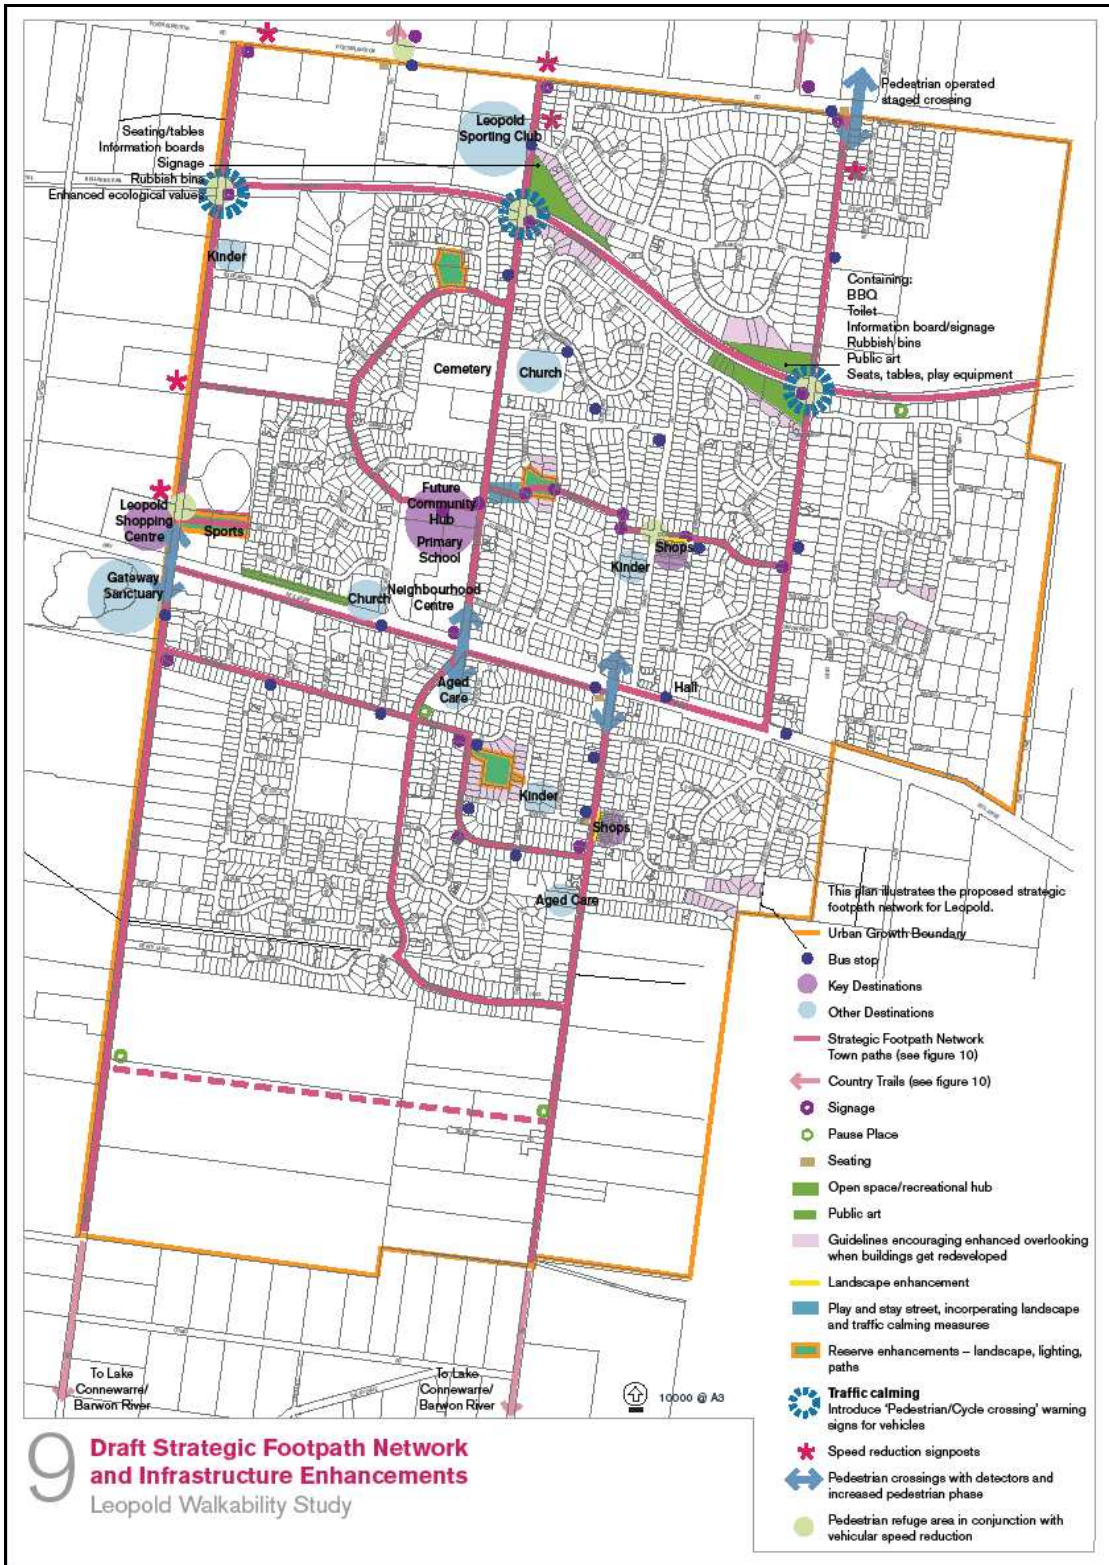 Pedestrian operated
staged crossing
Leopold
Sporting Club
Seating/tables
Information boards
Signage
Rubbish bins
Enhanced ecological values
Kinder
Containing:
BBQ
Toilet
Information board/signage
Rubbish bins
Public art
Seats, tables, play equipment
Cemetery
Church
Future
Community
Hub
Primary
School
Leopold
Shopping
Centre
Sports
Shops
Kinder
Gateway
Sanctuary
Church
Neighbourhood
Centre
Aged
Care
Hall
Kinder
Shops
Aged Care
This plan illustrates the proposed strategic
footpath network for Leopold.
Urban Growth Boundary
Bus stop
Key Destinations
Other Destinations
Strategic Footpath Network
Town paths (see figure 10)
Country Trails (see figure 10)
Signage
Pause Place
Seating
Open space/recreational hub
Public art
Guidelines encouraging enhanced overlooking
when buildings get redeveloped
Landscape enhancement
Play and stay street, incorperating landscape
and traffic calming measures
Reserve enhancements – landscape, lighting,
paths
Traffic calming
Introduce 'Pedestrian/Cycle crossing' warning
signs for vehicles
Speed reduction signposts
Pedestrian crossings with detectors and
increased pedestrian phase
Pedestrian refuge area in conjunction with
vehicular speed reduction
To Lake
Connewarre/
Barwon River
To Lake
Connewarre/
Barwon River
10000 @ A3
9
Draft Strategic Footpath Network
and Infrastructure Enhancements
Leopold Walkability Study